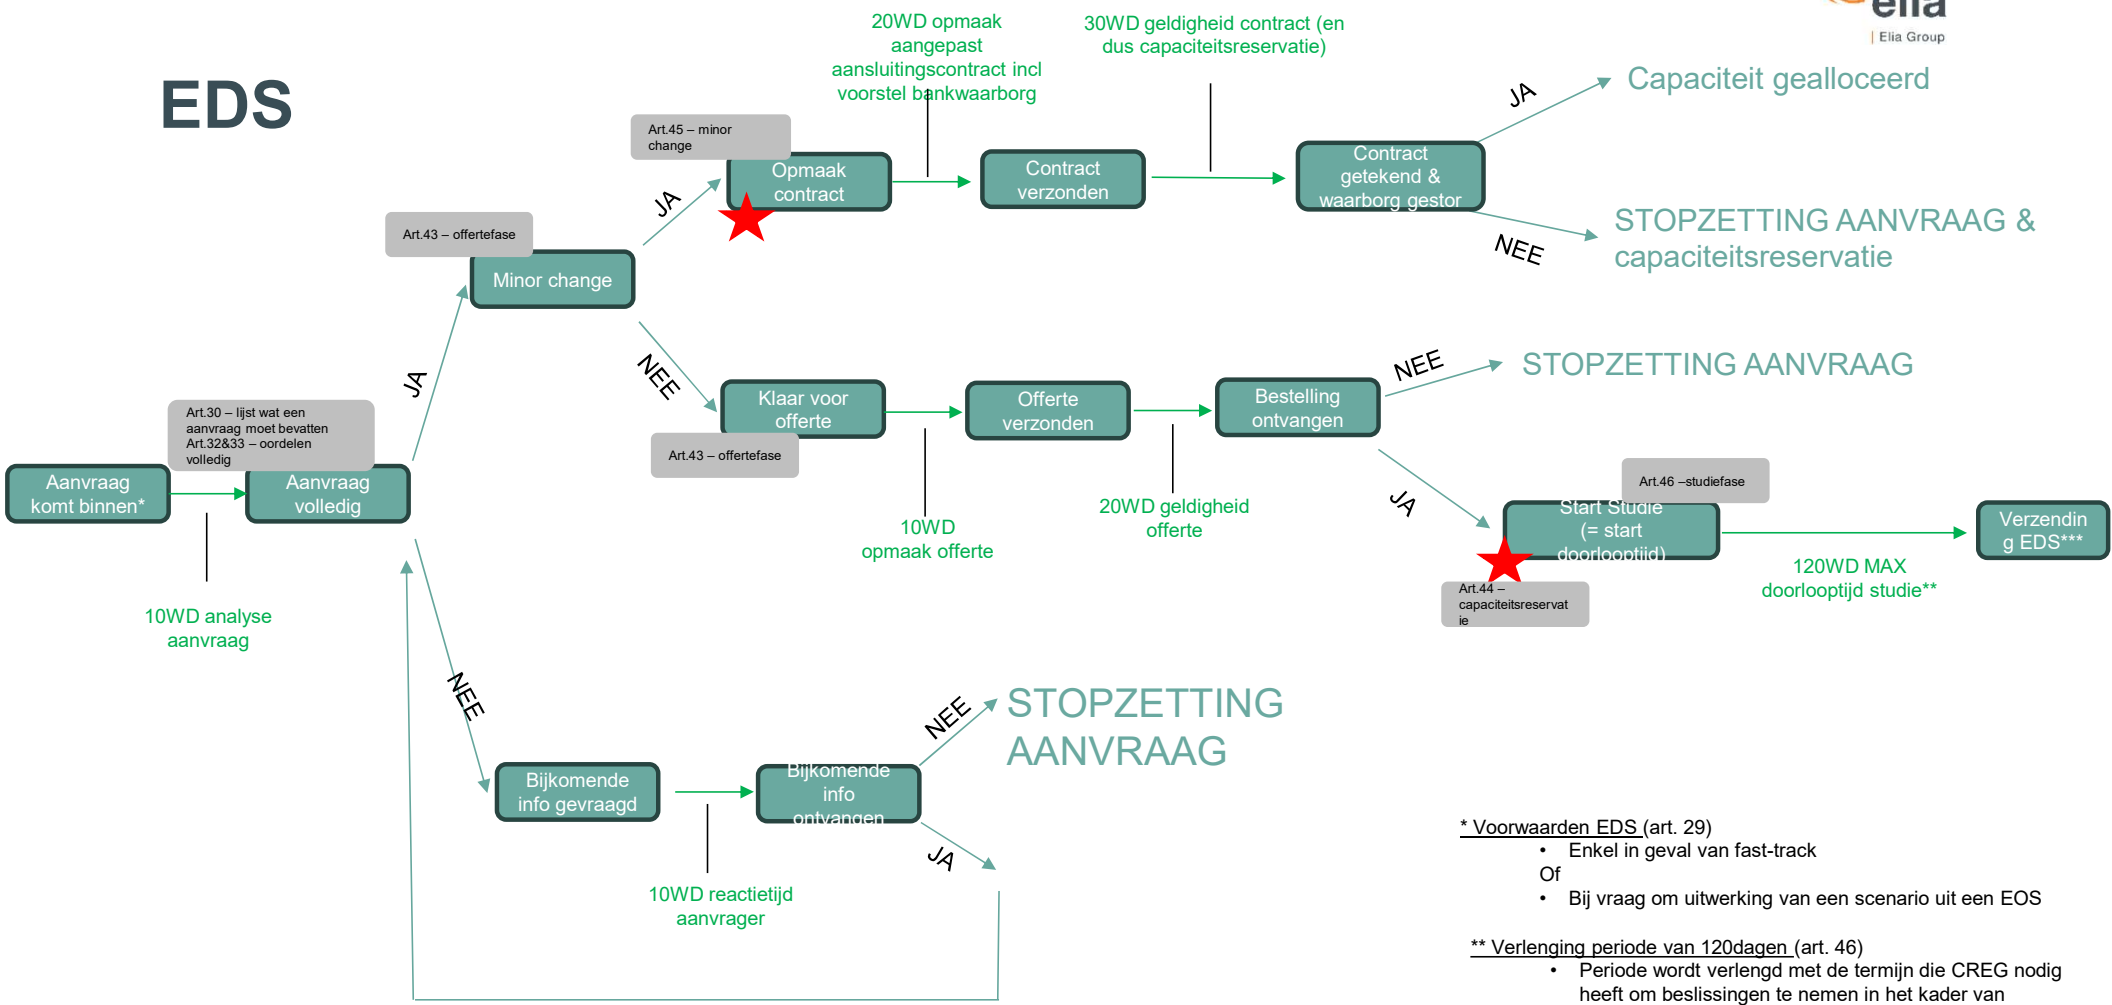 elia
| Elia Group
EDS
20WD opmaak
aangepast
aansluitingscontract incl
voorstel bankwaarborg
30WD geldigheid contract (en
dus capaciteitsreservatie)
Art.45 – minor
change
Opmaak
contract
Contract
verzonden
Contract
getekend &
waarborg gestor
JA
Capaciteit gealloceerd
NEE
STOPZETTING AANVRAAG &
capaciteitsreservatie
JA
Art.43 – offertefase
Minor change
NEE
JA
Klaar voor
offerte
Art.43 – offertefase
Offerte
verzonden
Bestelling
ontvangen
NEE
STOPZETTING AANVRAAG
10WD
opmaak offerte
20WD geldigheid
offerte
JA
Art.46 –studiefase
Start Studie
(= start
doorlooptijd)
Art.44 –
capaciteitsreservat
ie
120WD MAX
doorlooptijd studie**
Verzendin
g EDS***
Art.30 – lijst wat een
aanvraag moet bevatten
Art.32&33 – oordelen
volledig
Aanvraag
komt binnen*
Aanvraag
volledig
10WD analyse
aanvraag
NEE
Bijkomende
info gevraagd
Bijkomende
info
ontvangen
NEE
STOPZETTING
AANVRAAG
JA
10WD reactietijd
aanvrager
* Voorwaarden EDS (art. 29)
• Enkel in geval van fast-track
Of
• Bij vraag om uitwerking van een scenario uit een EOS
** Verlenging periode van 120dagen (art. 46)
• Periode wordt verlengd met de termijn die CREG nodig
heeft om beslissingen te nemen in het kader van